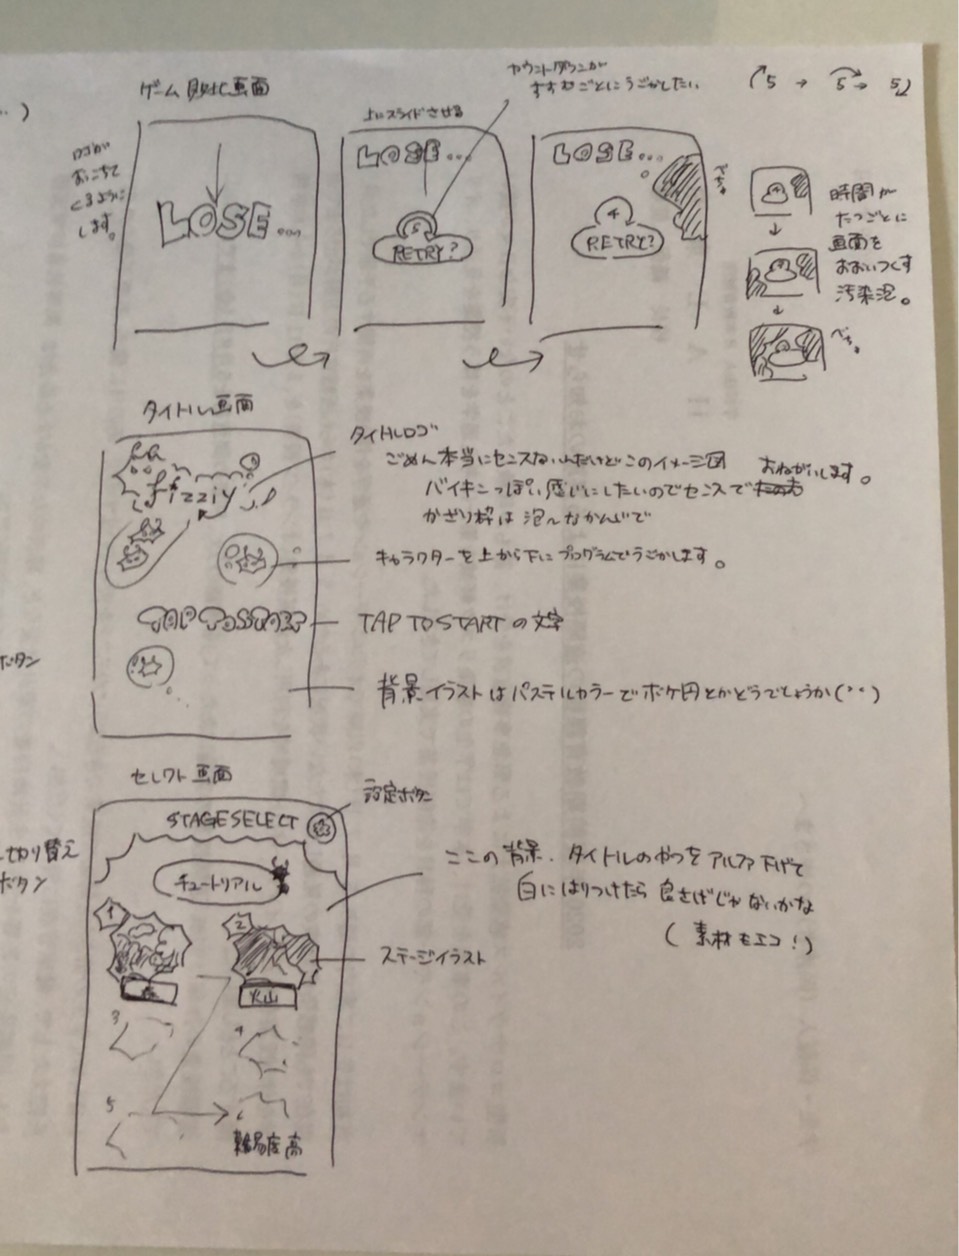 ゲーム敗北画面
カウントダウンが
すすむごとにうごかしたい
5 → 5 → 5
上にスライドさせる
ロゴが
おっこちて
くるように
します。
LOSE...
LOSE...
5
RETRY?
LOSE...
べちょ
4
RETRY?
時間が
たつごとに
画面を
おおいつくす
汚染泡。
べちょ
タイトル画面
fizziy
タイトルロゴ
ごめん本当にセンスないんだけどこのイメージ図
おねがいします。
バイキンっぽい感じにしたいのでセンスで
かざり枠は泡んなかんじで
キャラクターを上から下にプログラムでうごかします。
TAP TO START
TAP TO STARTの文字
ボタン
背景イラストはパステルカラーでボケ円とかどうでしょうか(・・)
セレクト画面
設定ボタン
STAGE SELECT
切り替え
ボタン
チュートリアル
ここの背景、タイトルのやつをアルファ下げて
白にはりつけたら良さげじゃないかな
(素材もエコ!)
1
2
ステージイラスト
森
火山
3
4
5
難易度高